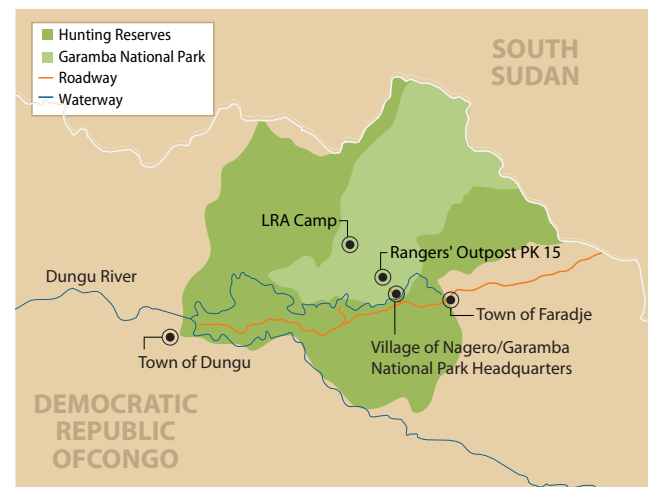 Hunting Reserves
Garamba National Park
Roadway
Waterway
SOUTH
SUDAN
LRA Camp
Rangers' Outpost PK 15
Dungu River
Town of Faradje
Town of Dungu
Village of Nagero/Garamba
National Park Headquarters
DEMOCRATIC
REPUBLIC
OFCONGO